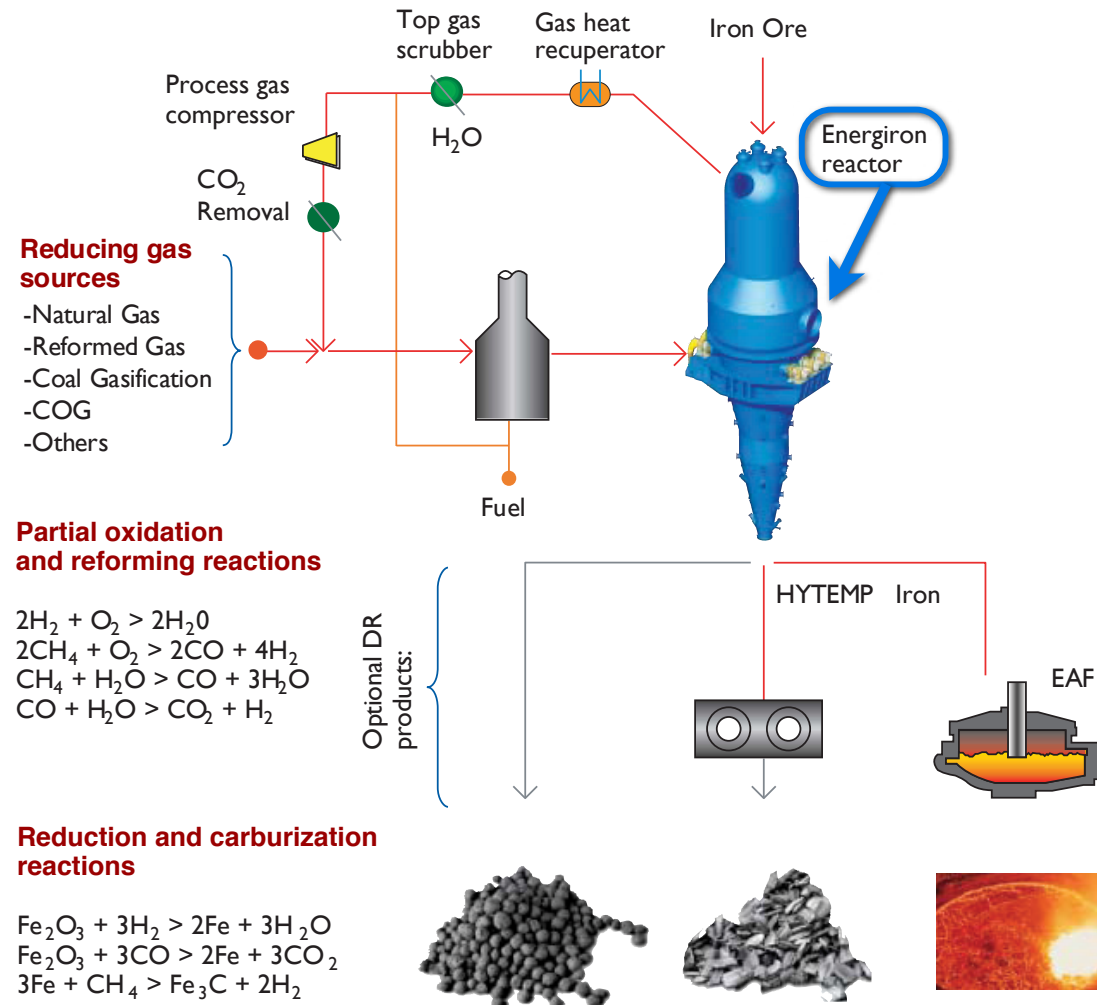 Top gas
scrubber
Gas heat
recuperator
Iron Ore
Process gas
compressor
H₂O
Energiron
reactor
CO₂
Removal
Reducing gas
sources
-Natural Gas
-Reformed Gas
-Coal Gasification
-COG
-Others
Fuel
Partial oxidation
and reforming reactions
2H₂ + O₂ > 2H₂0
2CH₄ + O₂ > 2CO + 4H₂
CH₄ + H₂O > CO + 3H₂O
CO + H₂O > CO₂ + H₂
Optional DR
products:
HYTEMP Iron
EAF
Reduction and carburization
reactions
Fe₂O₃ + 3H₂ > 2Fe + 3H₂O
Fe₂O₃ + 3CO > 2Fe + 3CO₂
3Fe + CH₄ > Fe₃C + 2H₂